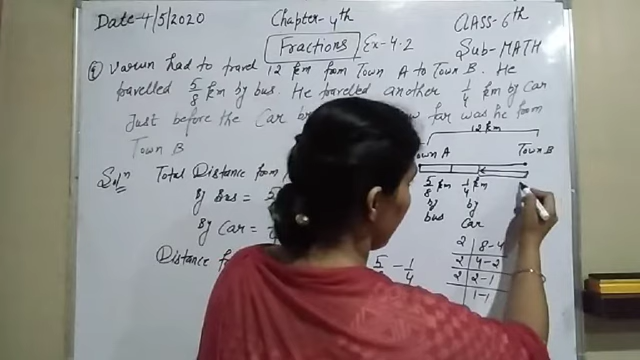 Date-4/5/2020 Chapter-4th CLASS-6th
Fractions Ex-4.2 Sub-MATH
Q Varun had to travel 12 km from Town A to Town B. He
travelled 5/8 km by bus. He travelled another 1/4 km by Car
Just before the Car far was he from
Town B
12 km
Town A Town B
Solⁿ Total Distance from
5/8 km 1/4 km
By Bus = by by
bus Car
By Car =
Distance 5 - 1/4
2 | 8-4
2 | 4-2
2 | 2-1
1-1